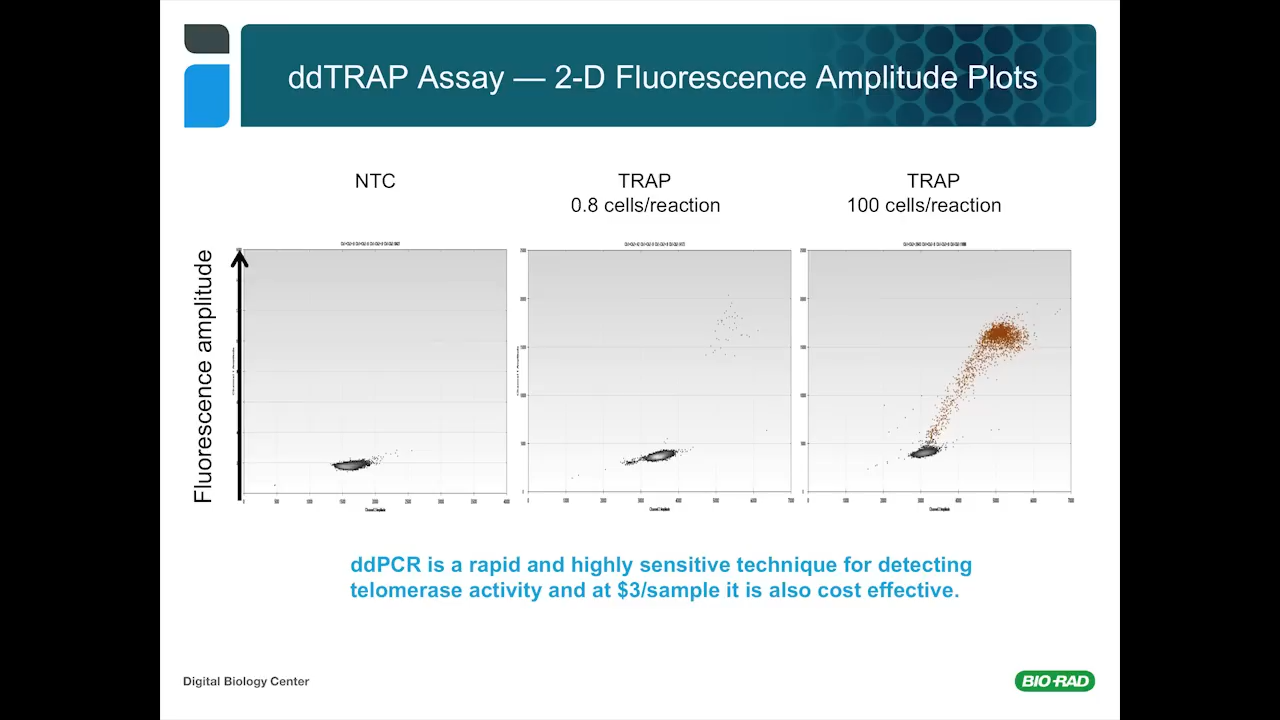 ddTRAP Assay — 2-D Fluorescence Amplitude Plots
NTC
TRAP
0.8 cells/reaction
TRAP
100 cells/reaction
Fluorescence amplitude
ddPCR is a rapid and highly sensitive technique for detecting
telomerase activity and at $3/sample it is also cost effective.
Digital Biology Center
BIO-RAD